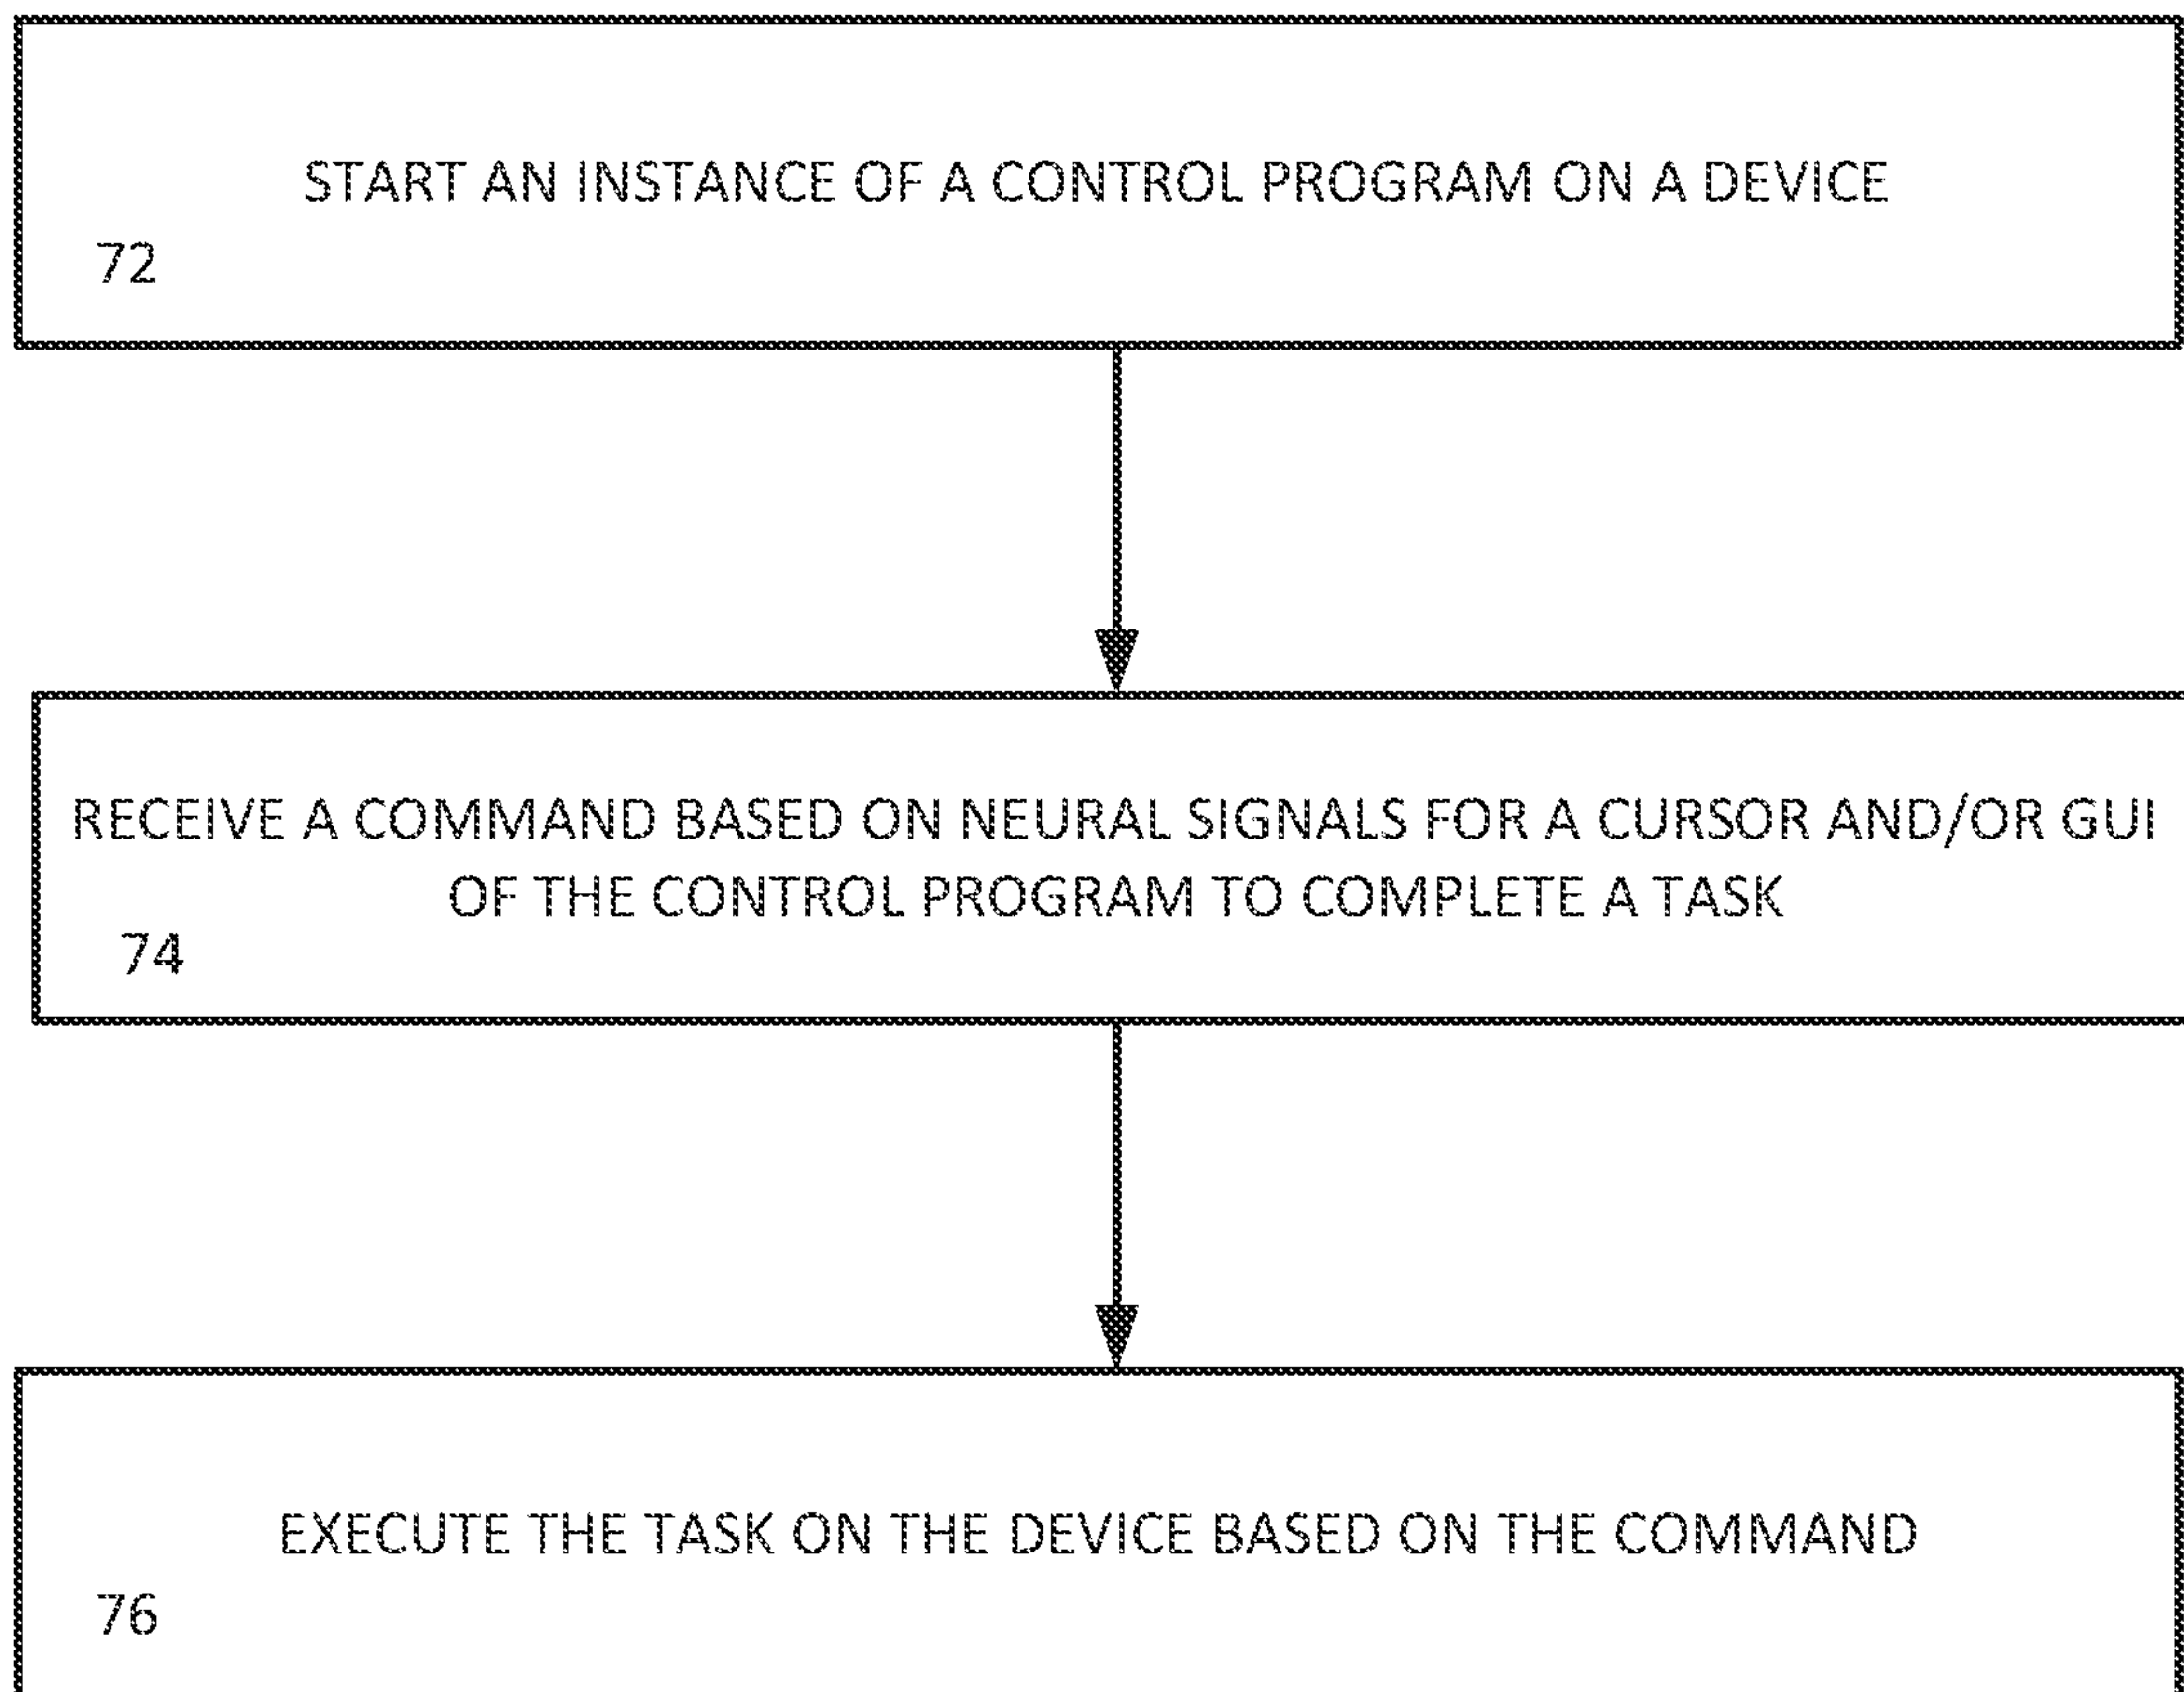 START AN INSTANCE OF A CONTROL PROGRAM ON A DEVICE
72
RECEIVE A COMMAND BASED ON NEURAL SIGNALS FOR A CURSOR AND/OR GUI
OF THE CONTROL PROGRAM TO COMPLETE A TASK
74
EXECUTE THE TASK ON THE DEVICE BASED ON THE COMMAND
76